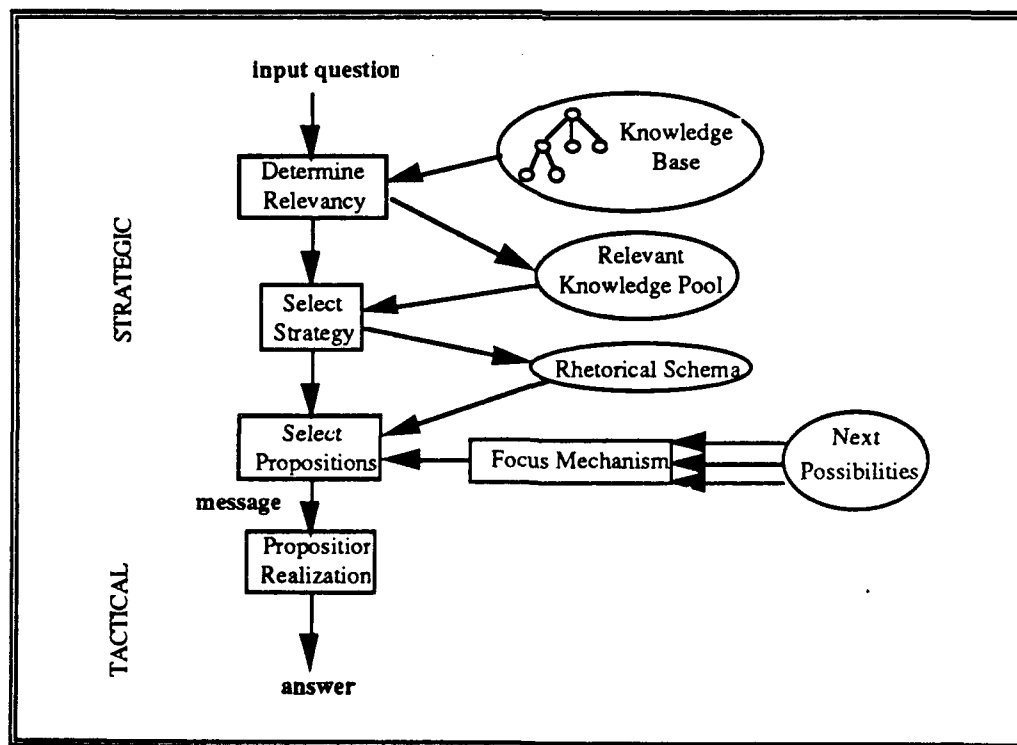 input question
Knowledge
Base
Determine
Relevancy
STRATEGIC
Relevant
Knowledge Pool
Select
Strategy
Rhetorical Schema
Select
Propositions
Focus Mechanism
Next
Possibilities
message
Proposition
Realization
TACTICAL
answer